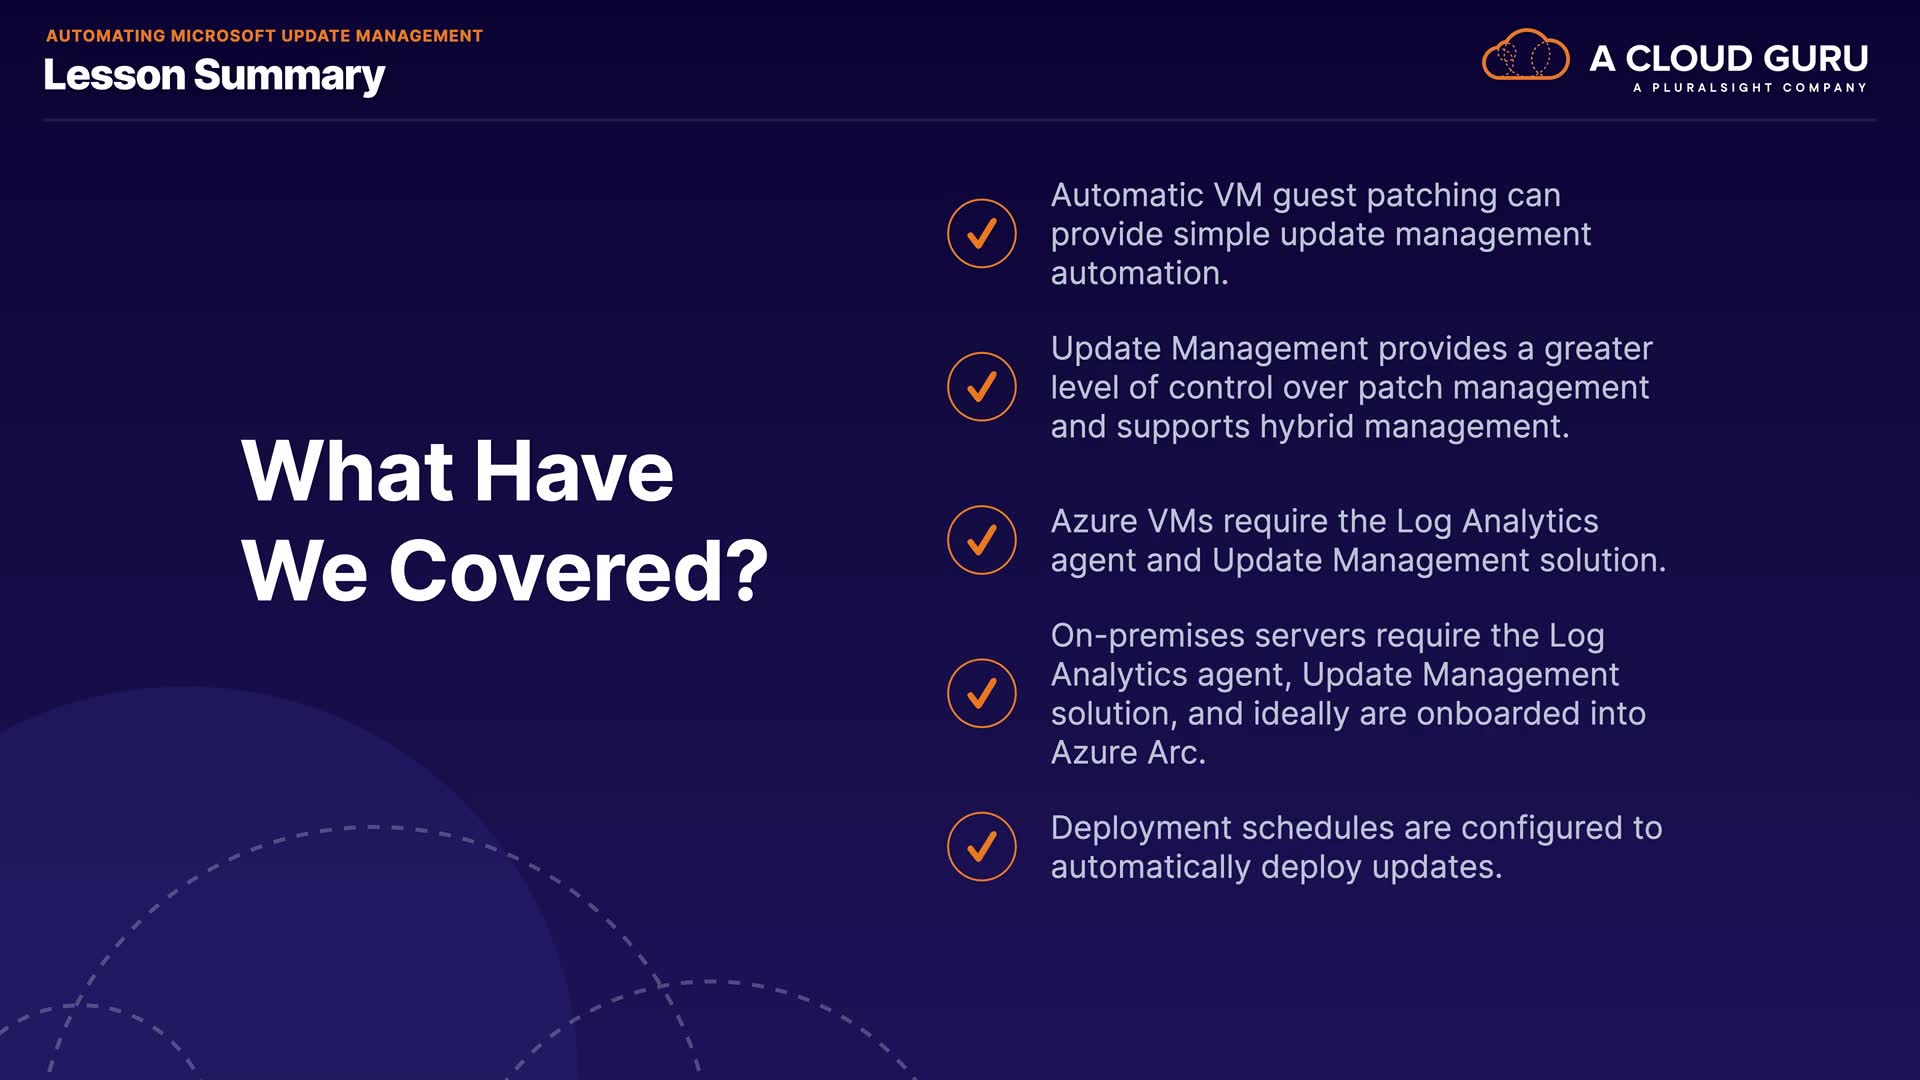 AUTOMATING MICROSOFT UPDATE MANAGEMENT
Lesson Summary
A CLOUD GURU
A PLURALSIGHT COMPANY
What Have
We Covered?
Automatic VM guest patching can
provide simple update management
automation.
Update Management provides a greater
level of control over patch management
and supports hybrid management.
Azure VMs require the Log Analytics
agent and Update Management solution.
On-premises servers require the Log
Analytics agent, Update Management
solution, and ideally are onboarded into
Azure Arc.
Deployment schedules are configured to
automatically deploy updates.